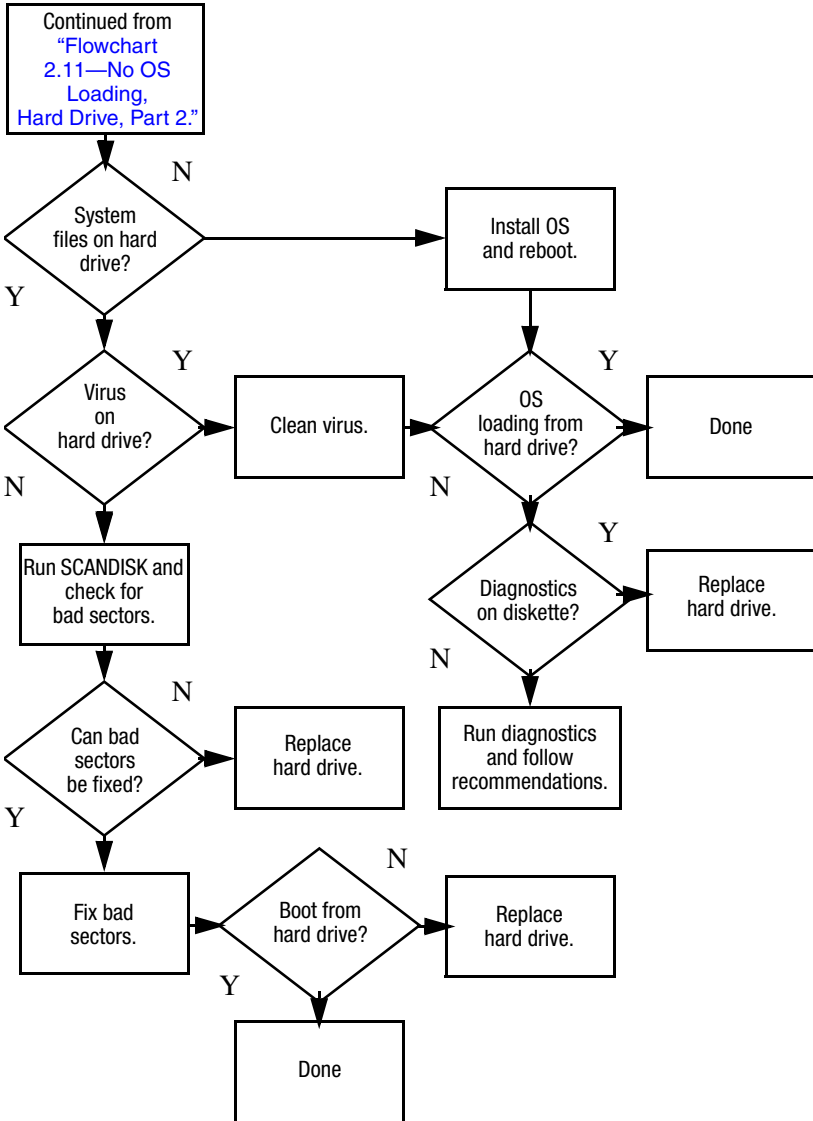 Continued from
“Flowchart
2.11—No OS
Loading,
Hard Drive, Part 2.”
N
System
files on hard
drive?
Install OS
and reboot.
Y
Y
Y
Virus
on
hard drive?
Clean virus.
OS
loading from
hard drive?
Done
N
N
Y
Run SCANDISK and
check for
bad sectors.
Diagnostics
on diskette?
Replace
hard drive.
N
N
Can bad
sectors
be fixed?
Replace
hard drive.
Run diagnostics
and follow
recommendations.
Y
N
Fix bad
sectors.
Boot from
hard drive?
Replace
hard drive.
Y
Done